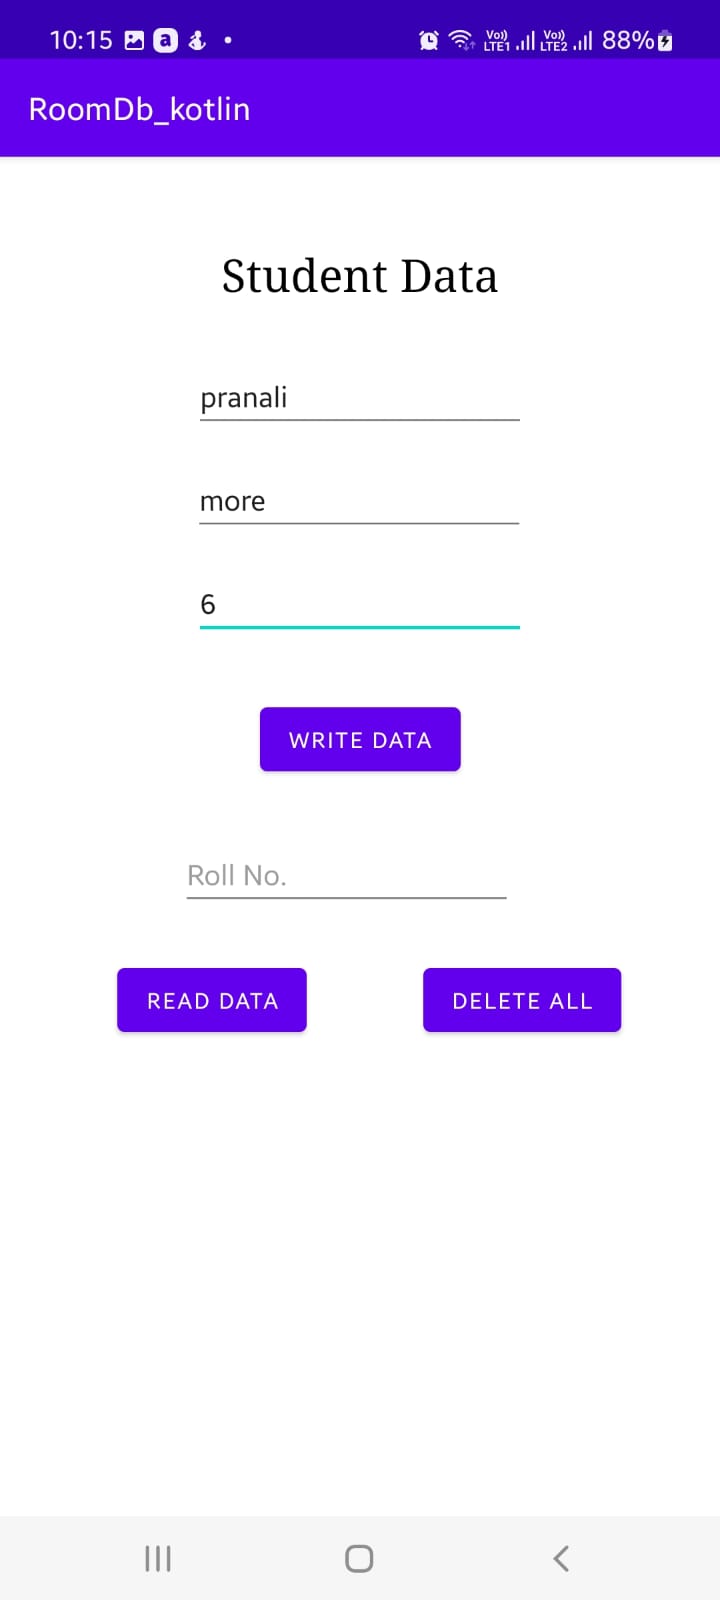 10:15 a Vo)) LTE1 Vo)) LTE2 88%
RoomDb_kotlin
Student Data
pranali
more
6
WRITE DATA
Roll No.
READ DATA DELETE ALL